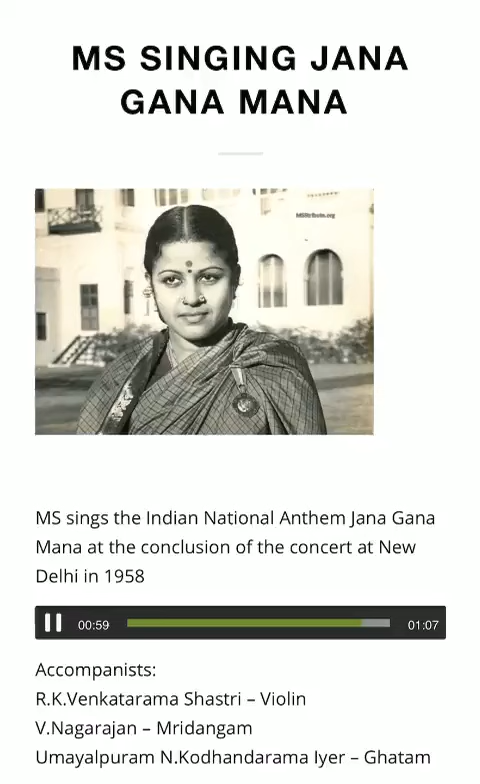 MS SINGING JANA
GANA MANA
MStribute.org
MS sings the Indian National Anthem Jana Gana
Mana at the conclusion of the concert at New
Delhi in 1958
00:59 01:07
Accompanists:
R.K.Venkatarama Shastri – Violin
V.Nagarajan – Mridangam
Umayalpuram N.Kodhandarama Iyer – Ghatam